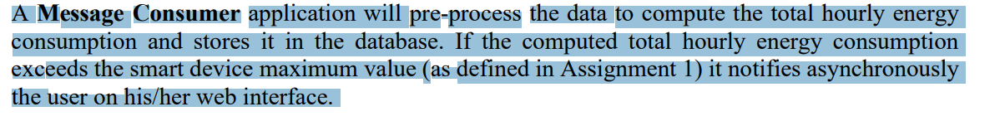 A Message Consumer application will pre-process the data to compute the total hourly energy
consumption and stores it in the database. If the computed total hourly energy consumption
exceeds the smart device maximum value (as defined in Assignment 1) it notifies asynchronously
the user on his/her web interface.